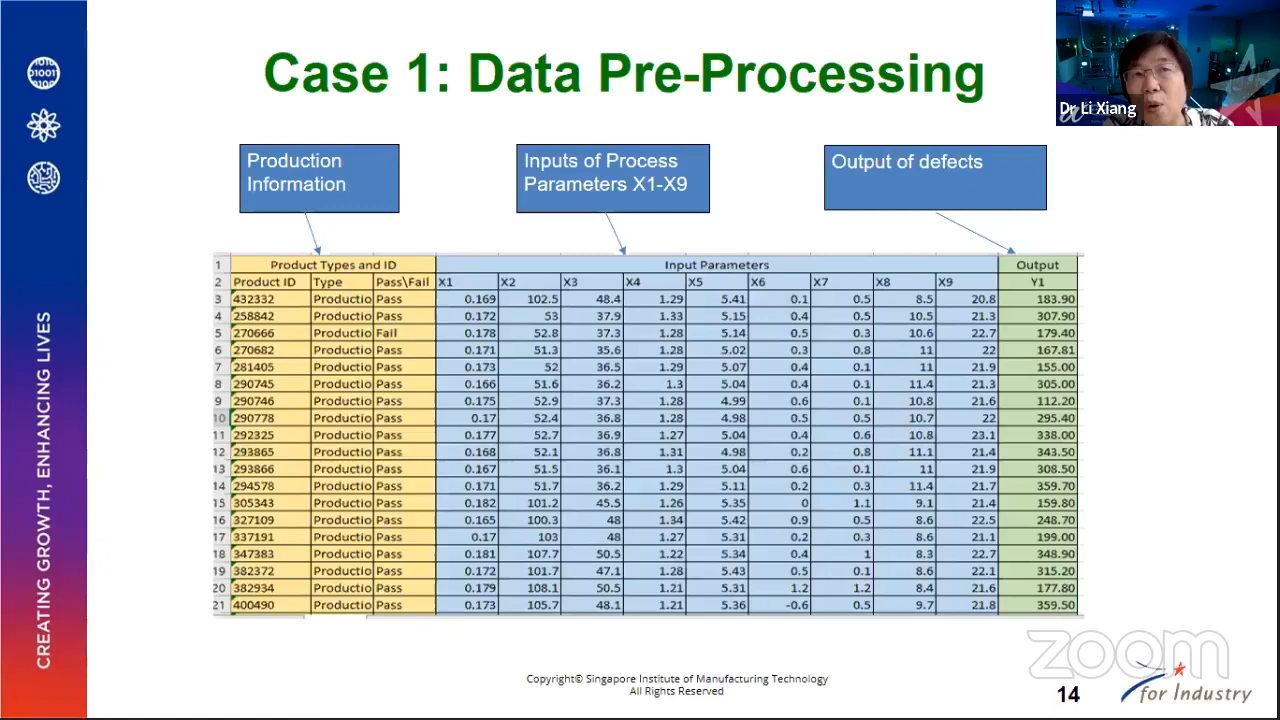 Case 1: Data Pre-Processing
Dr Li Xiang
Production
Information
Inputs of Process
Parameters X1-X9
Output of defects
1 Product Types and ID Input Parameters Output
2 Product ID Type Pass\Fail X1 X2 X3 X4 X5 X6 X7 X8 X9 Y1
3 432332 Productio Pass 0.169 102.5 48.4 1.29 5.41 0.1 0.5 8.5 20.8 183.90
4 258842 Productio Pass 0.172 53 37.9 1.33 5.15 0.4 0.5 10.5 21.3 307.90
5 270666 Productio Fail 0.178 52.8 37.3 1.28 5.14 0.5 0.3 10.6 22.7 179.40
6 270682 Productio Pass 0.171 51.3 35.6 1.28 5.02 0.3 0.8 11 22 167.81
7 281405 Productio Pass 0.173 52 36.5 1.29 5.07 0.4 0.1 11 21.9 155.00
8 290745 Productio Pass 0.166 51.6 36.2 1.3 5.04 0.4 0.1 11.4 21.3 305.00
9 290746 Productio Pass 0.175 52.9 37.3 1.28 4.99 0.6 0.1 10.8 21.6 112.20
10 290778 Productio Pass 0.17 52.4 36.8 1.28 4.98 0.5 0.5 10.7 22 295.40
11 292325 Productio Pass 0.177 52.7 36.9 1.27 5.04 0.4 0.6 10.8 23.1 338.00
12 293865 Productio Pass 0.168 52.1 36.8 1.31 4.98 0.2 0.8 11.1 21.4 343.50
13 293866 Productio Pass 0.167 51.5 36.1 1.3 5.04 0.6 0.1 11 21.9 308.50
14 294578 Productio Pass 0.171 51.7 36.2 1.29 5.11 0.2 0.3 11.4 21.7 359.70
15 305343 Productio Pass 0.182 101.2 45.5 1.26 5.35 0 1.1 9.1 21.4 159.80
16 327109 Productio Pass 0.165 100.3 48 1.34 5.42 0.9 0.5 8.6 22.5 248.70
17 337191 Productio Pass 0.17 103 48 1.27 5.31 0.2 0.3 8.6 21.1 199.00
18 347383 Productio Pass 0.181 107.7 50.5 1.22 5.34 0.4 1 8.3 22.7 348.90
19 382372 Productio Pass 0.172 101.7 47.1 1.28 5.43 0.5 0.1 8.6 22.1 315.20
20 382934 Productio Pass 0.179 108.1 50.5 1.21 5.31 1.2 1.2 8.4 21.6 177.80
21 400490 Productio Pass 0.173 105.7 48.1 1.21 5.36 -0.6 0.5 9.7 21.8 359.50
CREATING GROWTH, ENHANCING LIVES
Copyright© Singapore Institute of Manufacturing Technology
All Rights Reserved
14
for Industry
zoom